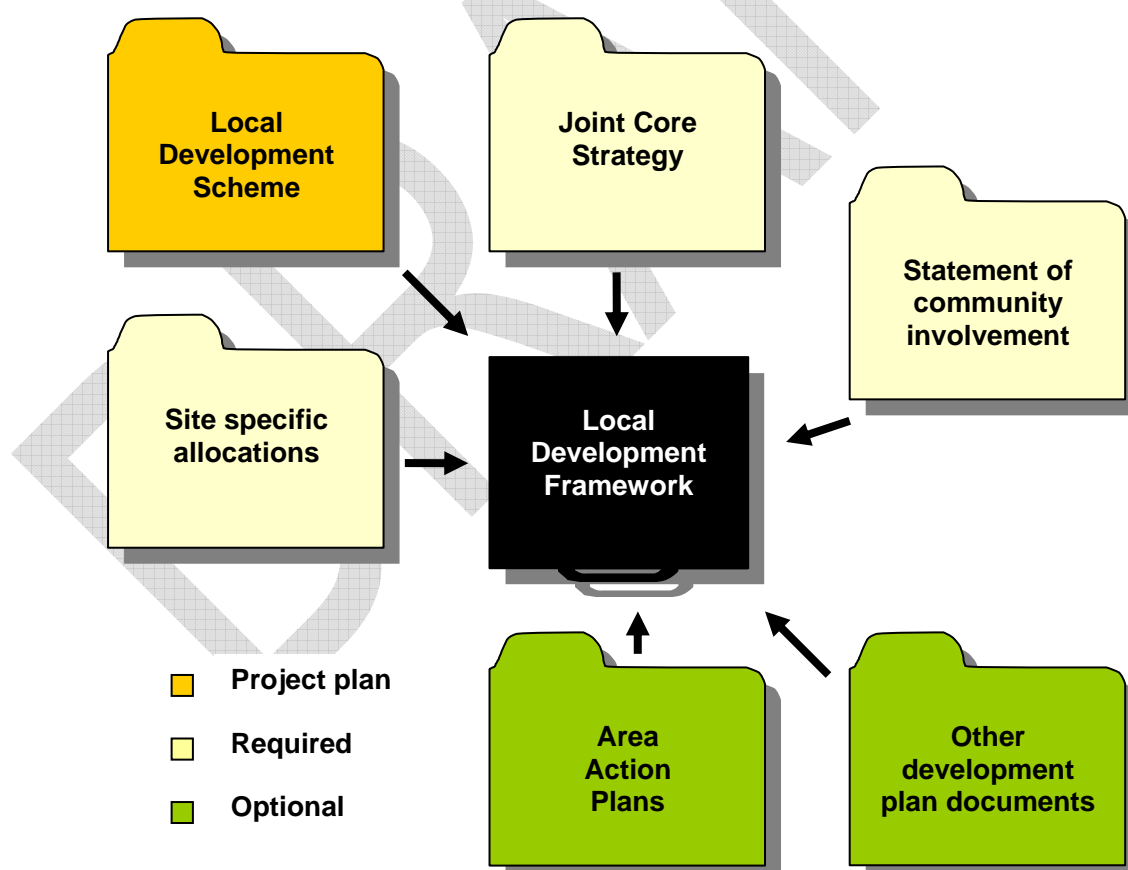 Local
Development
Scheme
Joint Core
Strategy
Statement of
community
involvement
Site specific
allocations
Local
Development
Framework
Project plan
Required
Optional
Area
Action
Plans
Other
development
plan documents